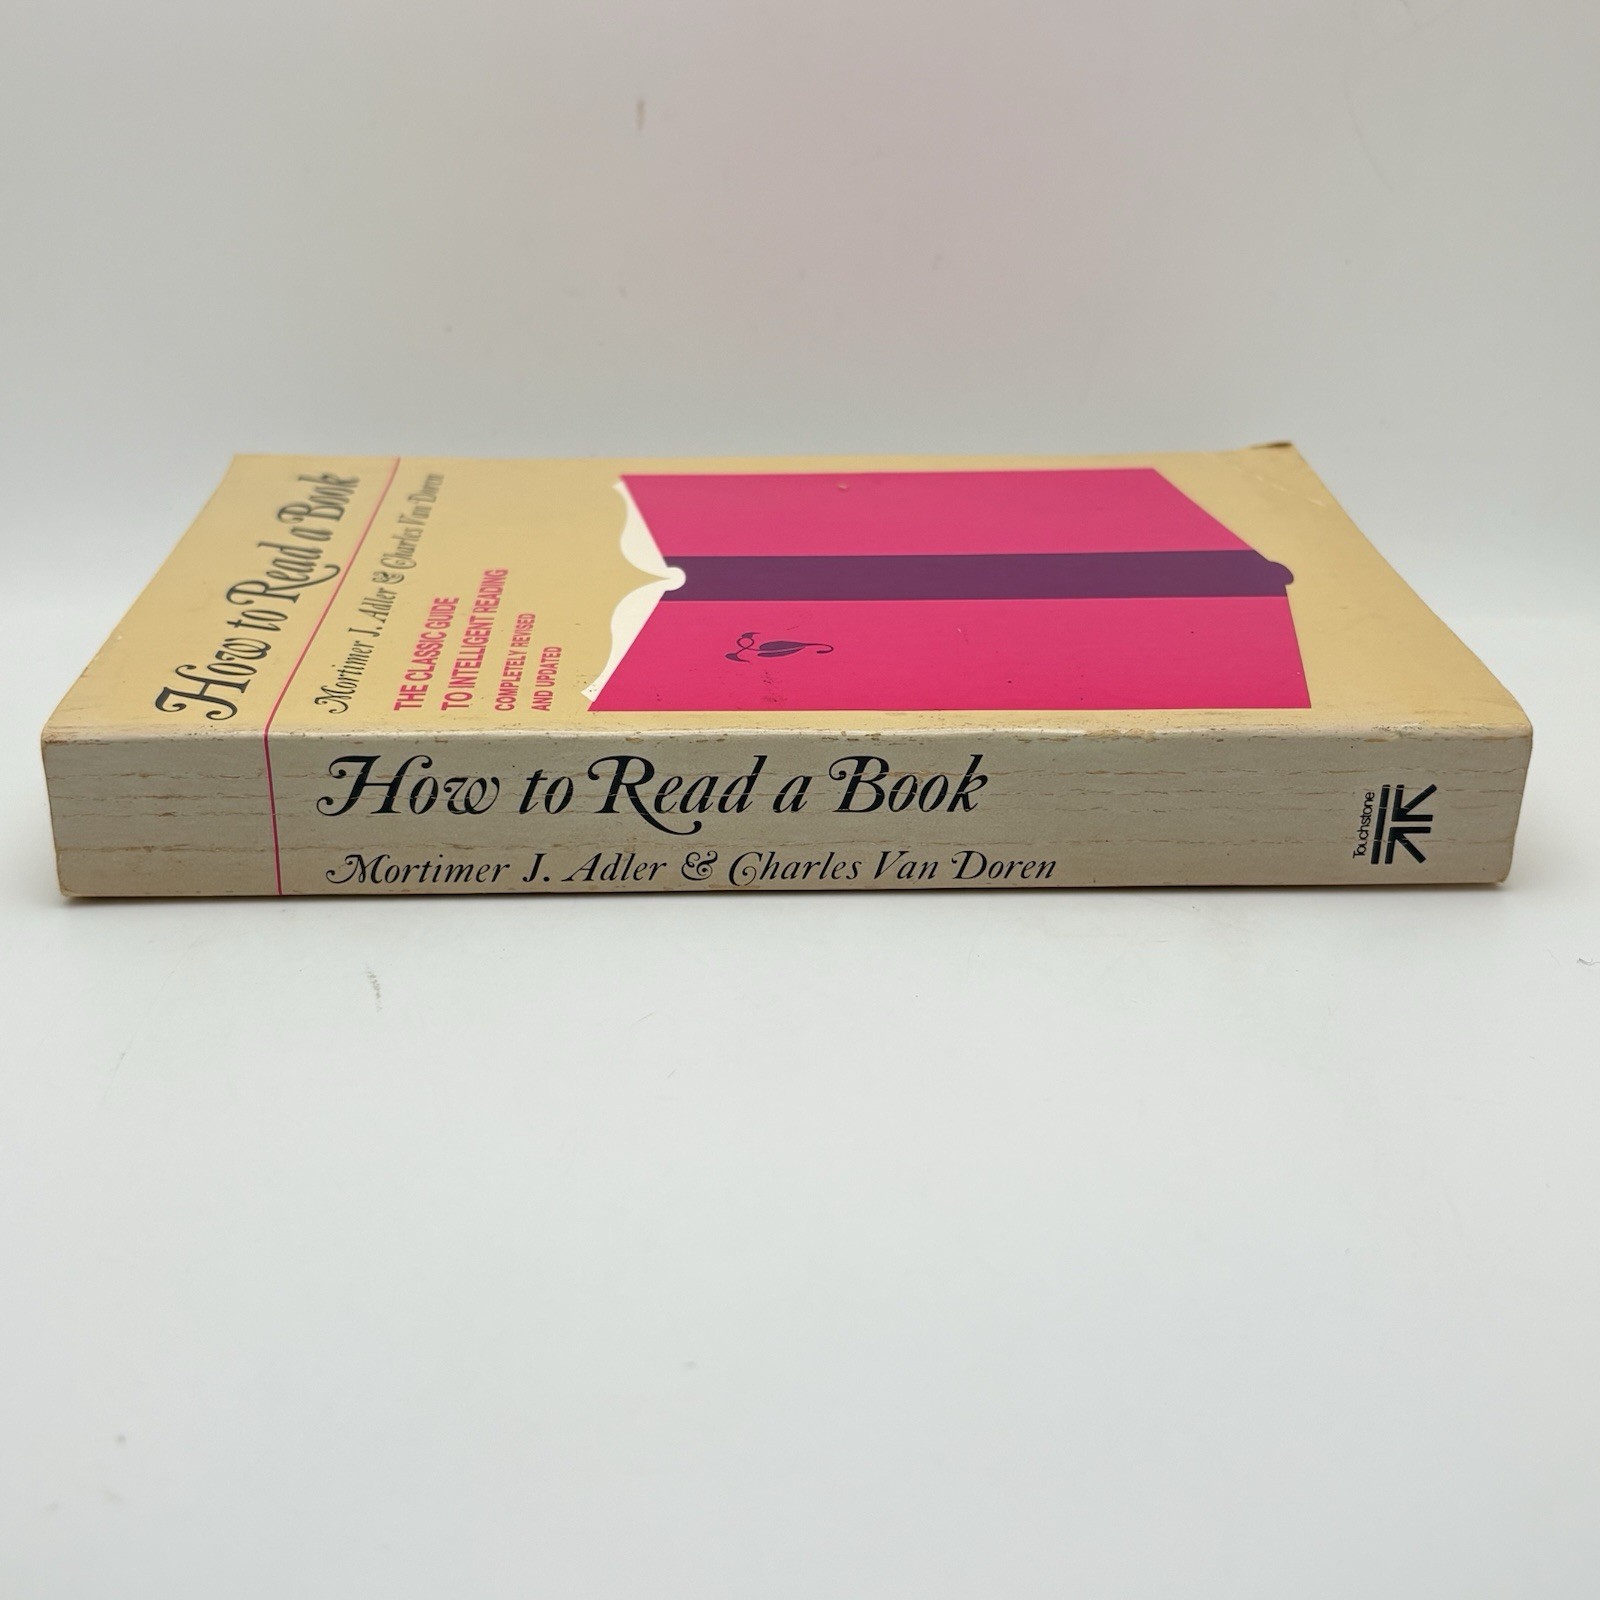 How to Read a Book
Mortimer J. Adler & Charles Van Doren
THE CLASSIC GUIDE
TO INTELLIGENT READING
COMPLETELY REVISED
AND UPDATED
How to Read a Book
Mortimer J. Adler & Charles Van Doren
Touchstone